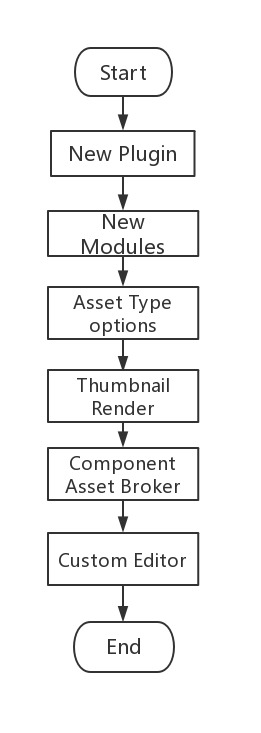 Start
New Plugin
New
Modules
Asset Type
options
Thumbnail
Render
Component
Asset Broker
Custom Editor
End